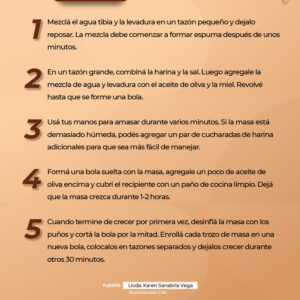 1
Mezclá el agua tibia y la levadura en un tazón pequeño y dejalo
reposar. La mezcla debe comenzar a formar espuma después de unos
minutos.
2
En un tazón grande, combiná la harina y la sal. Luego agregale la
mezcla de agua y levadura con el aceite de oliva y la miel. Revolvé
hasta que se forme una bola.
3
Usá tus manos para amasar durante varios minutos. Si la masa está
demasiado húmeda, podés agregar un par de cucharadas de harina
adicionales para que sea más fácil de manejar.
4
Formá una bola suelta con la masa, agregale un poco de aceite de
oliva encima y cubrí el recipiente con un paño de cocina limpio. Dejá
que la masa crezca durante 1-2 horas.
5
Cuando termine de crecer por primera vez, desinflá la masa con los
puños y cortá la bola por la mitad. Enrollá cada trozo de masa en una
nueva bola, colocalos en tazones separados y dejalos crecer durante
otros 30 minutos.
FUENTE: Licda. Karen Sanabria Vega